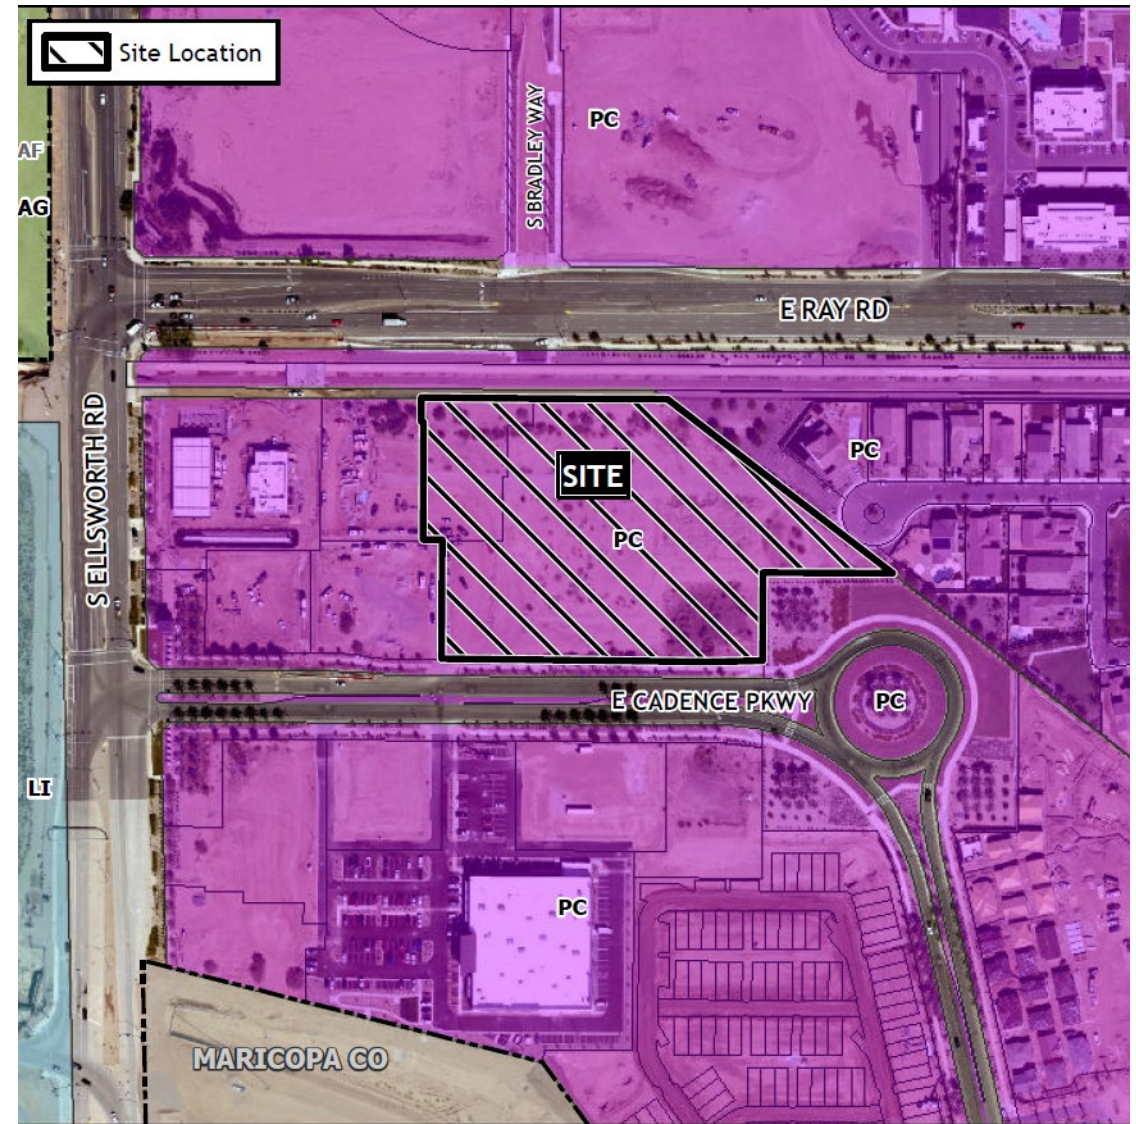 Site Location
S BRADLEY WAY
PC
AF
AG
E RAY RD
S ELLSWORTH RD
PC
SITE
PC
E CADENCE PKWY
PC
LI
PC
MARICOPA CO